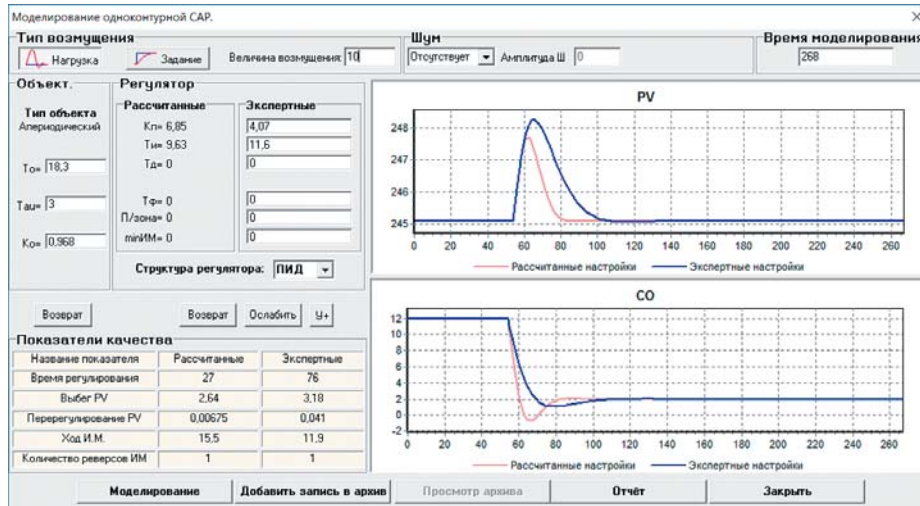 Моделирование одноконтурной САР.
Тип возмущения
Нагрузка
Задание
Величина возмущения: 10
Шум
Отсутствует
Амплитуда Ш 0
Время моделирования
268
Объект.
Тип объекта
Апериодический
То= 18,3
Tau= 3
Ко= 0,968
Регулятор
Рассчитанные
Экспертные
Кп= 6,85
4,07
Ти= 9,63
11,6
Тд= 0
0
Тф= 0
0
П/зона= 0
0
minИМ= 0
0
Структура регулятора: ПИД
Возврат
Возврат
Ослабить
У+
Показатели качества
Название показателя Рассчитанные Экспертные
Время регулирования 27 76
Выбег PV 2,64 3,18
Перерегулирование PV 0,00675 0,041
Ход И.М. 15,5 11,9
Количество реверсов ИМ 1 1
PV
248
247
246
245
0 20 40 60 80 100 120 140 160 180 200 220 240 260
Рассчитанные настройки Экспертные настройки
CO
12
10
8
6
4
2
0
-2
0 20 40 60 80 100 120 140 160 180 200 220 240 260
Рассчитанные настройки Экспертные настройки
Моделирование
Добавить запись в архив
Просмотр архива
Отчёт
Закрыть